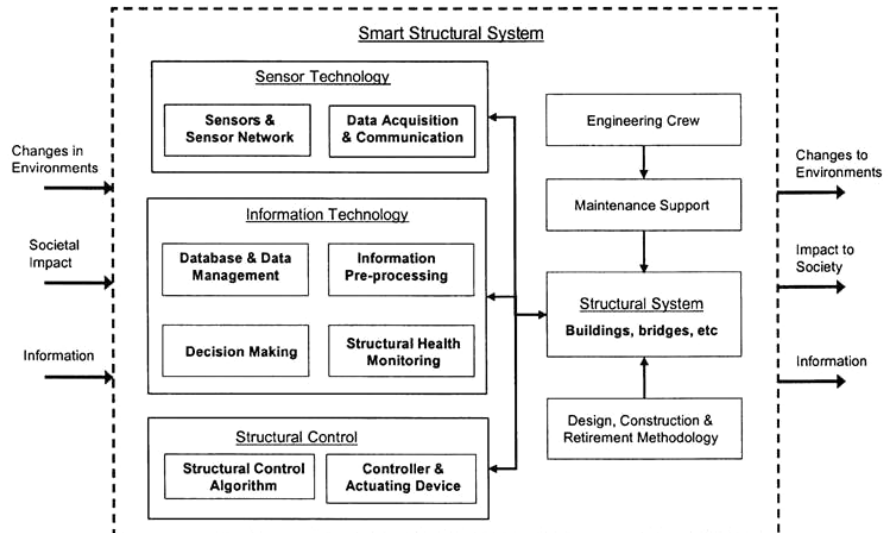 Smart Structural System
Sensor Technology
Sensors &
Sensor Network
Data Acquisition
& Communication
Information Technology
Database & Data
Management
Information
Pre-processing
Decision Making
Structural Health
Monitoring
Structural Control
Structural Control
Algorithm
Controller &
Actuating Device
Engineering Crew
Maintenance Support
Structural System
Buildings, bridges, etc
Design, Construction &
Retirement Methodology
Changes in
Environments
Societal
Impact
Information
Changes to
Environments
Impact to
Society
Information